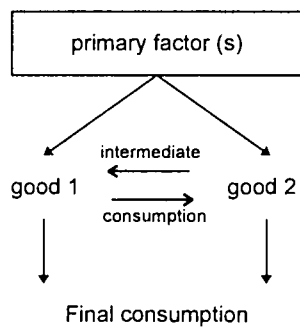 primary factor (s)
intermediate
good 1
good 2
consumption
Final consumption